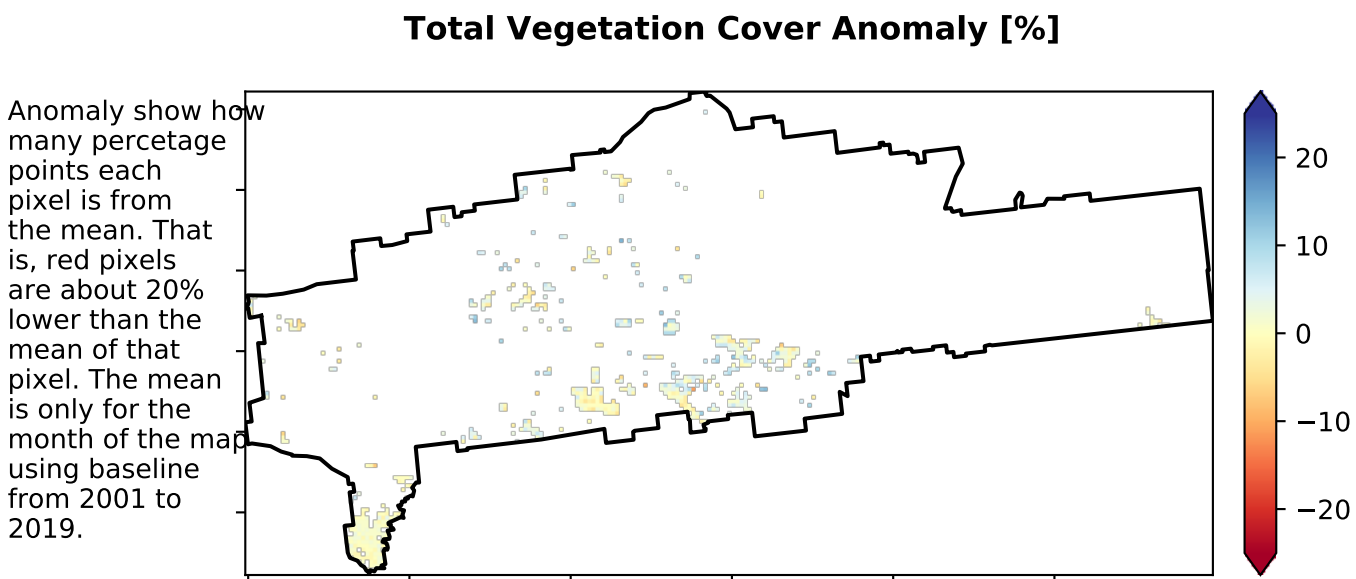 Total Vegetation Cover Anomaly [%]
Anomaly show how
many percetage
points each
pixel is from
the mean. That
is, red pixels
are about 20%
lower than the
mean of that
pixel. The mean
is only for the
month of the map
using baseline
from 2001 to
2019.
20
10
0
−10
−20